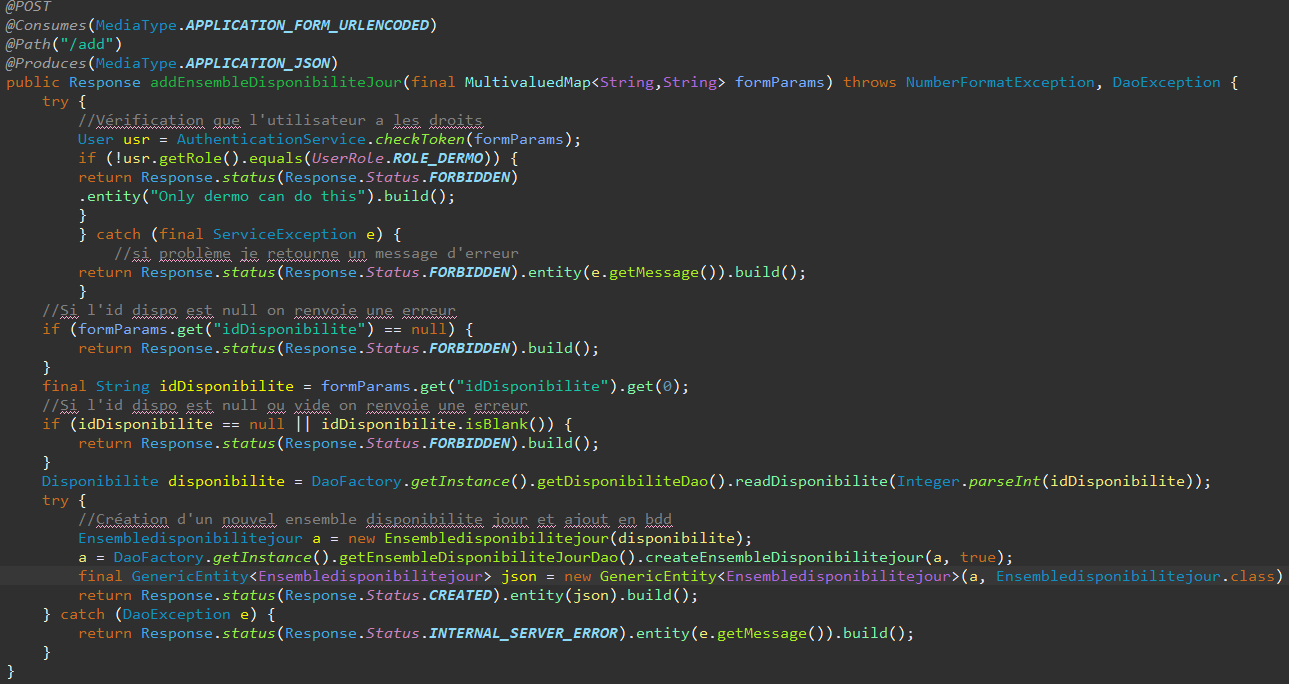 @POST
@Consumes(MediaType.APPLICATION_FORM_URLENCODED)
@Path("/add")
@Produces(MediaType.APPLICATION_JSON)
public Response addEnsembleDisponibiliteJour(final MultivaluedMap<String,String> formParams) throws NumberFormatException, DaoException {
    try {
        //Vérification que l'utilisateur a les droits
        User usr = AuthenticationService.checkToken(formParams);
        if (!usr.getRole().equals(UserRole.ROLE_DERMO)) {
        return Response.status(Response.Status.FORBIDDEN)
        .entity("Only dermo can do this").build();
        }
        } catch (final ServiceException e) {
            //si problème je retourne un message d'erreur
        return Response.status(Response.Status.FORBIDDEN).entity(e.getMessage()).build();
        }
    //Si l'id dispo est null on renvoie une erreur
    if (formParams.get("idDisponibilite") == null) {
        return Response.status(Response.Status.FORBIDDEN).build();
    }
    final String idDisponibilite = formParams.get("idDisponibilite").get(0);
    //Si l'id dispo est null ou vide on renvoie une erreur
    if (idDisponibilite == null || idDisponibilite.isBlank()) {
        return Response.status(Response.Status.FORBIDDEN).build();
    }
    Disponibilite disponibilite = DaoFactory.getInstance().getDisponibiliteDao().readDisponibilite(Integer.parseInt(idDisponibilite));
    try {
        //Création d'un nouvel ensemble disponibilite jour et ajout en bdd
        Ensembledisponibilitejour a = new Ensembledisponibilitejour(disponibilite);
        a = DaoFactory.getInstance().getEnsembleDisponibiliteJourDao().createEnsembleDisponibilitejour(a, true);
        final GenericEntity<Ensembledisponibilitejour> json = new GenericEntity<Ensembledisponibilitejour>(a, Ensembledisponibilitejour.class)
        return Response.status(Response.Status.CREATED).entity(json).build();
    } catch (DaoException e) {
        return Response.status(Response.Status.INTERNAL_SERVER_ERROR).entity(e.getMessage()).build();
    }
}